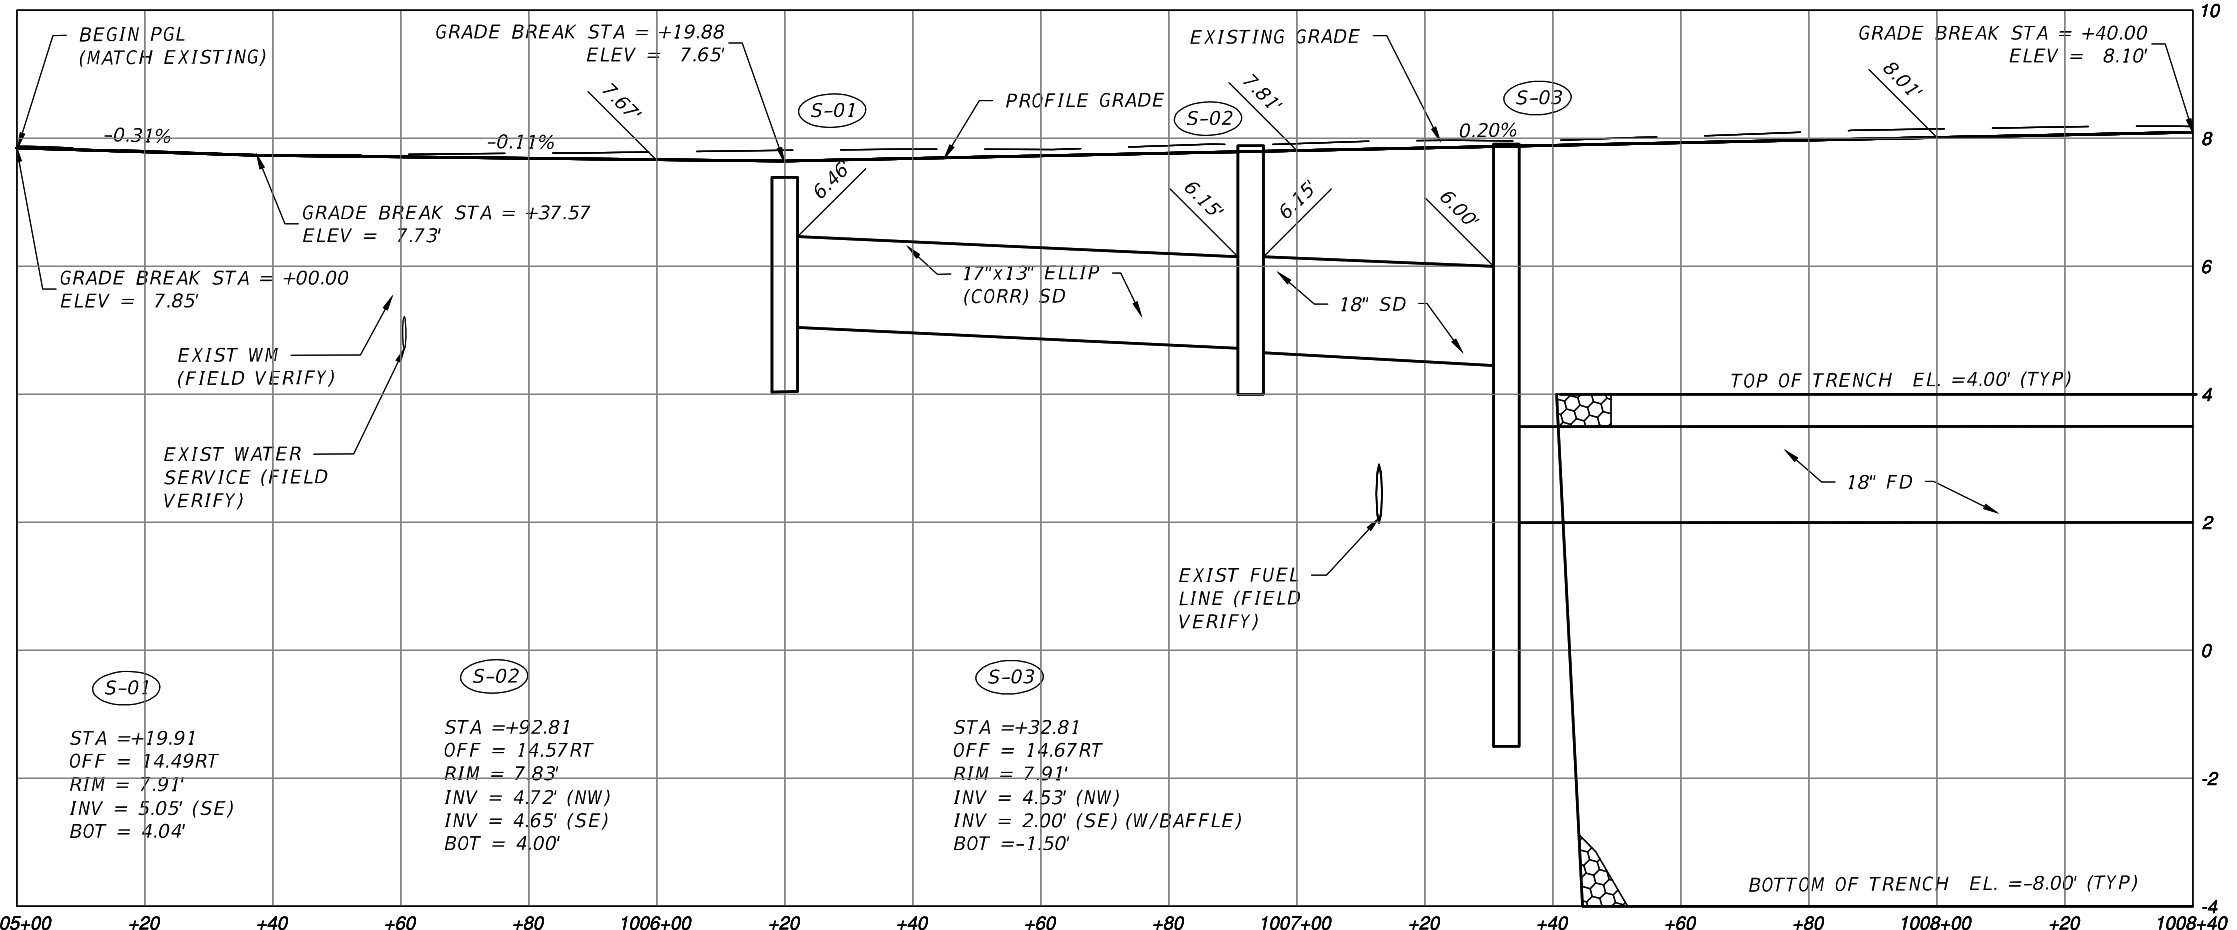 BEGIN PGL
(MATCH EXISTING)
GRADE BREAK STA = +19.88
ELEV = 7.65'
EXISTING GRADE
GRADE BREAK STA = +40.00
ELEV = 8.10'
10
7.67'
S-01
PROFILE GRADE
7.81'
S-02
S-03
8.01'
-0.31%
-0.11%
0.20%
8
6.46'
6.15'
6.15'
6.00'
GRADE BREAK STA = +37.57
ELEV = 7.73'
GRADE BREAK STA = +00.00
ELEV = 7.85'
17"x13" ELLIP
(CORR) SD
18" SD
6
EXIST WM
(FIELD VERIFY)
TOP OF TRENCH EL. =4.00' (TYP)
4
EXIST WATER
SERVICE (FIELD
VERIFY)
18" FD
2
EXIST FUEL
LINE (FIELD
VERIFY)
0
S-01
STA =+19.91
OFF = 14.49RT
RIM = 7.91'
INV = 5.05' (SE)
BOT = 4.04'
S-02
STA =+92.81
OFF = 14.57RT
RIM = 7.83'
INV = 4.72' (NW)
INV = 4.65' (SE)
BOT = 4.00'
S-03
STA =+32.81
OFF = 14.67RT
RIM = 7.91'
INV = 4.53' (NW)
INV = 2.00' (SE) (W/BAFFLE)
BOT =-1.50'
-2
BOTTOM OF TRENCH EL. =-8.00' (TYP)
-4
05+00 +20 +40 +60 +80 1006+00 +20 +40 +60 +80 1007+00 +20 +40 +60 +80 1008+00 +20 1008+40